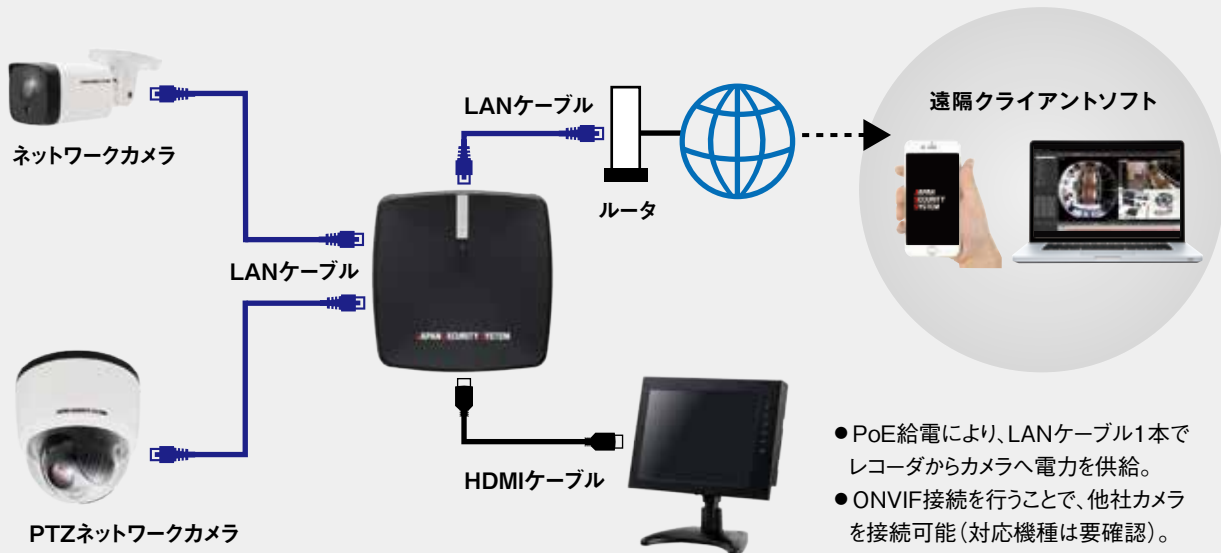 ネットワークカメラ
LANケーブル
ルータ
遠隔クライアントソフト
JAPAN
SECURITY
SYSTEM
LANケーブル
JAPAN SECURITY SYSTEM
PTZネットワークカメラ
HDMIケーブル
●PoE給電により、LANケーブル1本で
レコーダからカメラへ電力を供給。
●ONVIF接続を行うことで、他社カメラ
を接続可能(対応機種は要確認)。